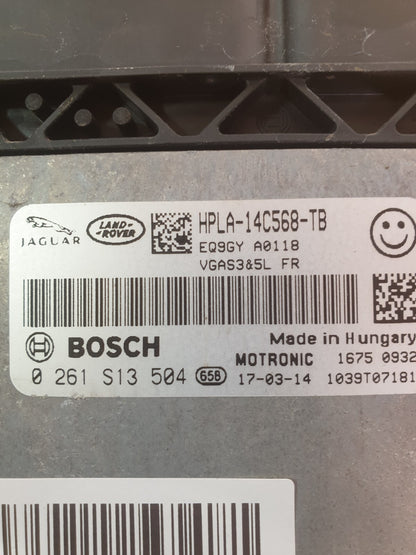 JAGUAR
LAND-
-ROVER
HPLA-14C568-TB
EQ9GY A0118
VGAS3&5L FR
BOSCH
Made in Hungary
MOTRONIC 1675 0932
0 261 S13 504 658 17-03-14 1039T07181